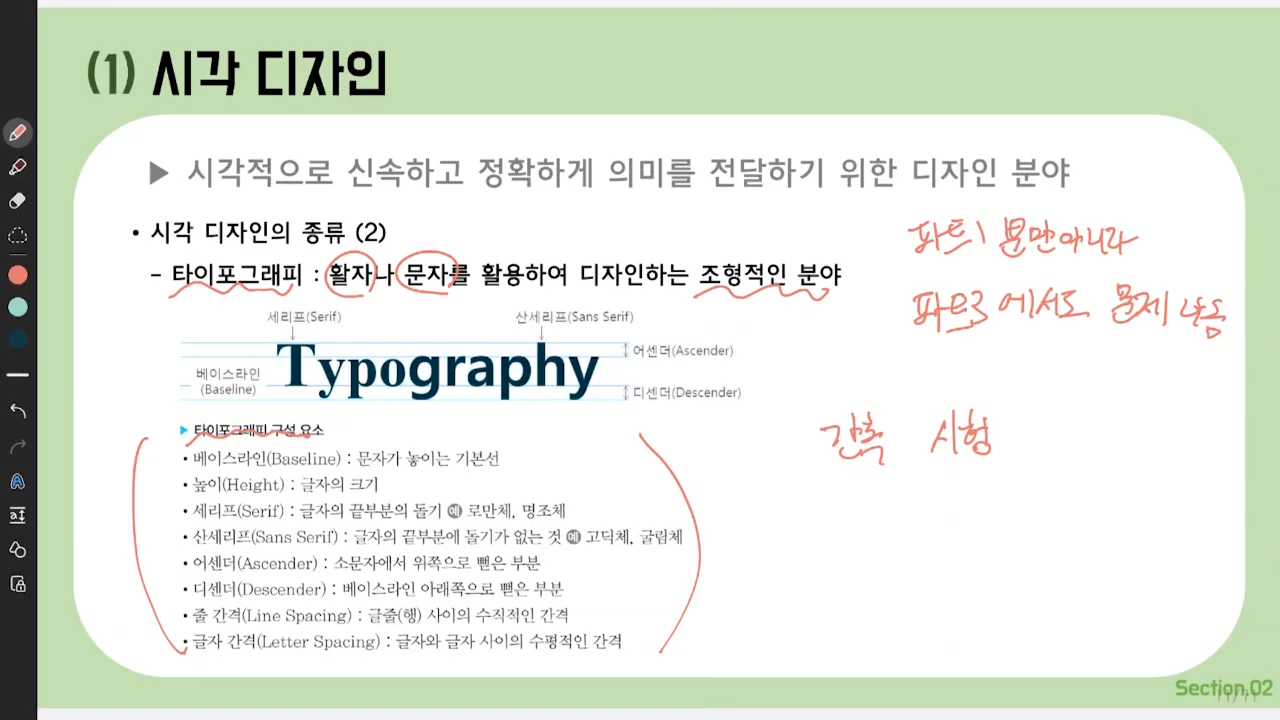 (1) 시각 디자인
▶ 시각적으로 신속하고 정확하게 의미를 전달하기 위한 디자인 분야
• 시각 디자인의 종류 (2)
– 타이포그래피 : 활자나 문자를 활용하여 디자인하는 조형적인 분야
파트1 뿐만아니라
파트3에서도 문제 나옴
세리프(Serif)
산세리프(Sans Serif)
Typography
어센더(Ascender)
베이스라인
(Baseline)
디센더(Descender)
▶ 타이포그래피 구성 요소
시험
• 베이스라인(Baseline) : 문자가 놓이는 기본선
• 높이(Height) : 글자의 크기
• 세리프(Serif) : 글자의 끝부분의 돌기 예 로만체, 명조체
• 산세리프(Sans Serif) : 글자의 끝부분에 돌기가 없는 것 예 고딕체, 굴림체
• 어센더(Ascender) : 소문자에서 위쪽으로 뻗은 부분
• 디센더(Descender) : 베이스라인 아래쪽으로 뻗은 부분
• 줄 간격(Line Spacing) : 글줄(행) 사이의 수직적인 간격
• 글자 간격(Letter Spacing) : 글자와 글자 사이의 수평적인 간격
Section.02